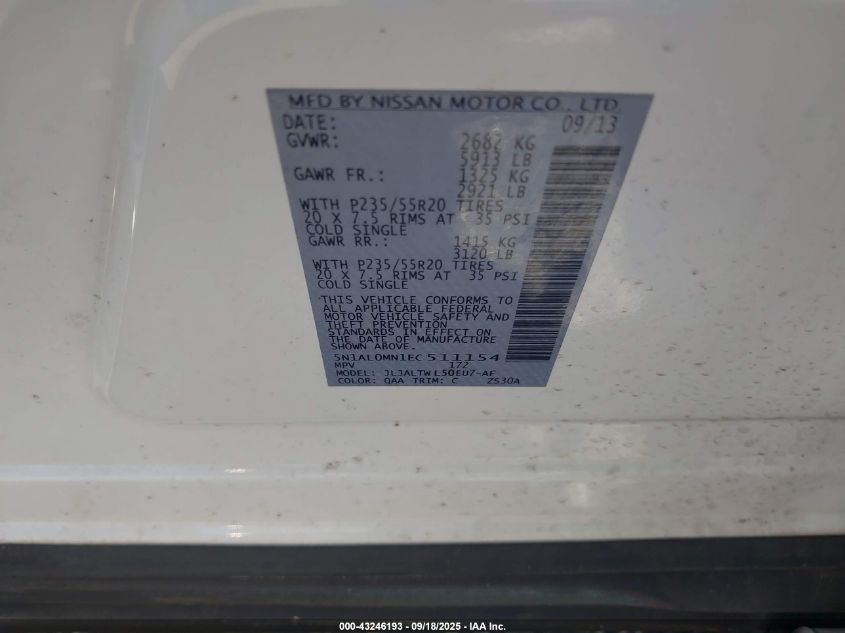 MFD BY NISSAN MOTOR CO., LTD.
DATE: 09/13
GVWR: 2682 KG
5913 LB
GAWR FR.: 1325 KG
2921 LB
WITH P235/55R20 TIRES
20 X 7.5 RIMS AT 35 PSI
COLD SINGLE
GAWR RR.: 1415 KG
3120 LB
WITH P235/55R20 TIRES
20 X 7.5 RIMS AT 35 PSI
COLD SINGLE
THIS VEHICLE CONFORMS TO
ALL APPLICABLE FEDERAL
MOTOR VEHICLE SAFETY AND
THEFT PREVENTION
STANDARDS IN EFFECT ON
THE DATE OF MANUFACTURE
SHOWN ABOVE.
5N1AL0MN1EC511154
MPV 172
MODEL: JLJALTWL50EU7-AF
COLOR: QAA TRIM: C Z530A
000-43246193 - 09/18/2025 - IAA Inc.